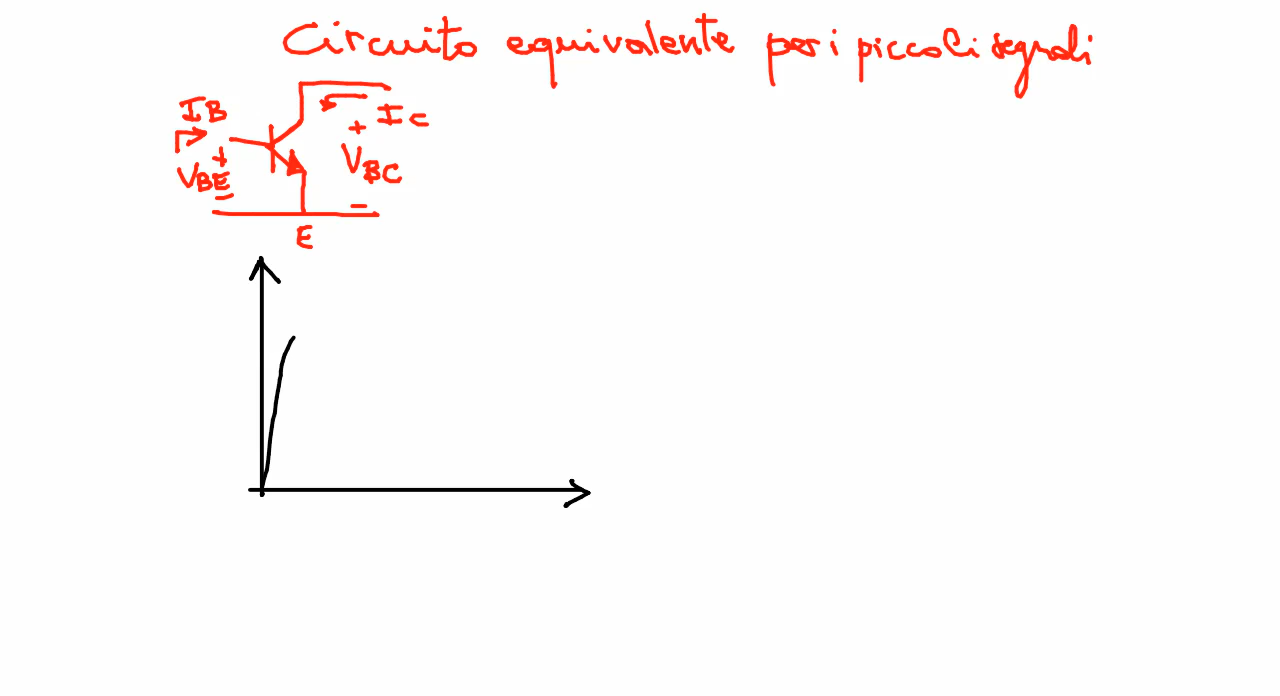 Circuito equivalente per i piccoli segnali
IB
IC
+
+
VBE
VBC
-
-
E